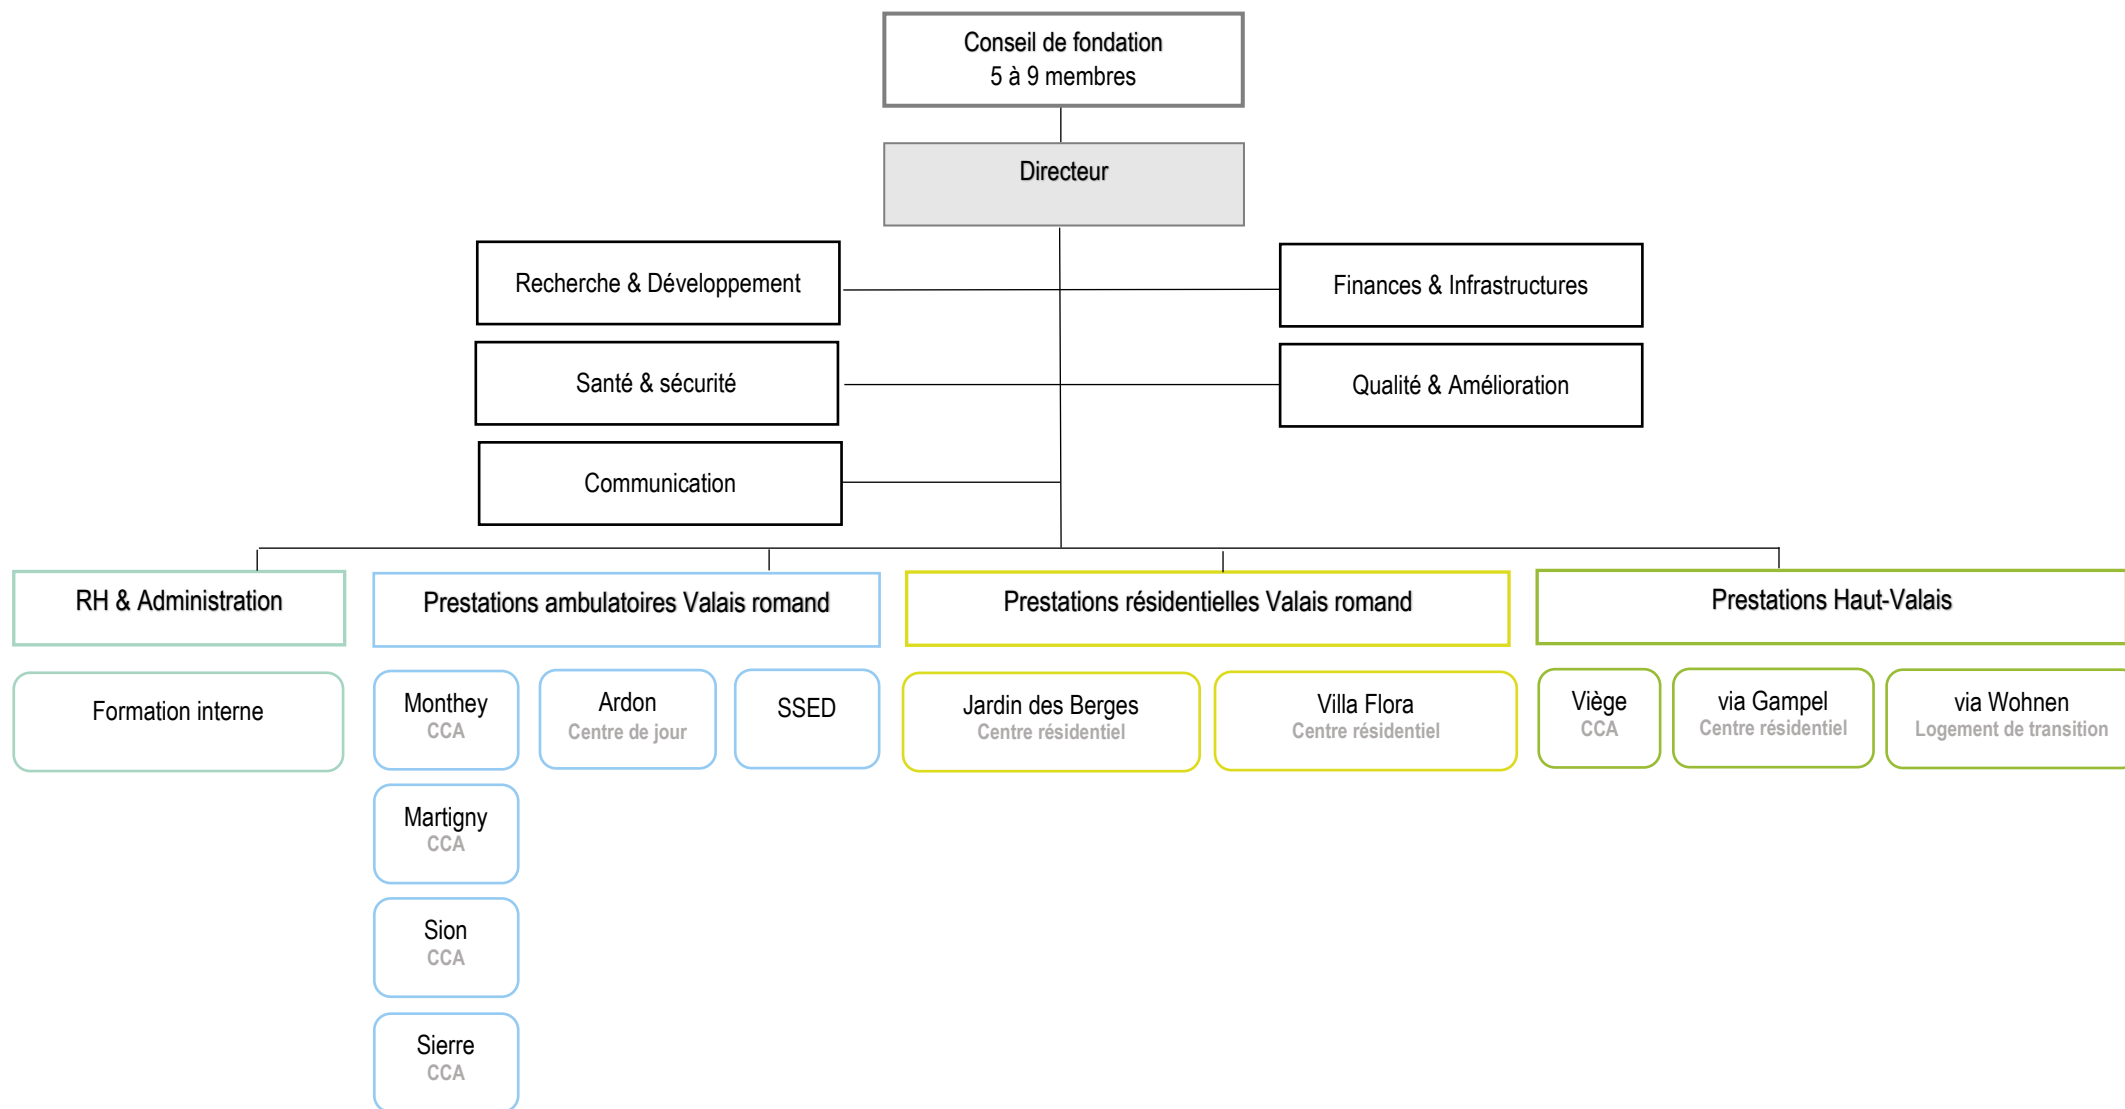 Conseil de fondation
5 à 9 membres
Directeur
Recherche & Développement
Finances & Infrastructures
Santé & sécurité
Qualité & Amélioration
Communication
RH & Administration
Prestations ambulatoires Valais romand
Prestations résidentielles Valais romand
Prestations Haut-Valais
Formation interne
Monthey
CCA
Ardon
Centre de jour
SSED
Jardin des Berges
Centre résidentiel
Villa Flora
Centre résidentiel
Viège
CCA
via Gampel
Centre résidentiel
via Wohnen
Logement de transition
Martigny
CCA
Sion
CCA
Sierre
CCA